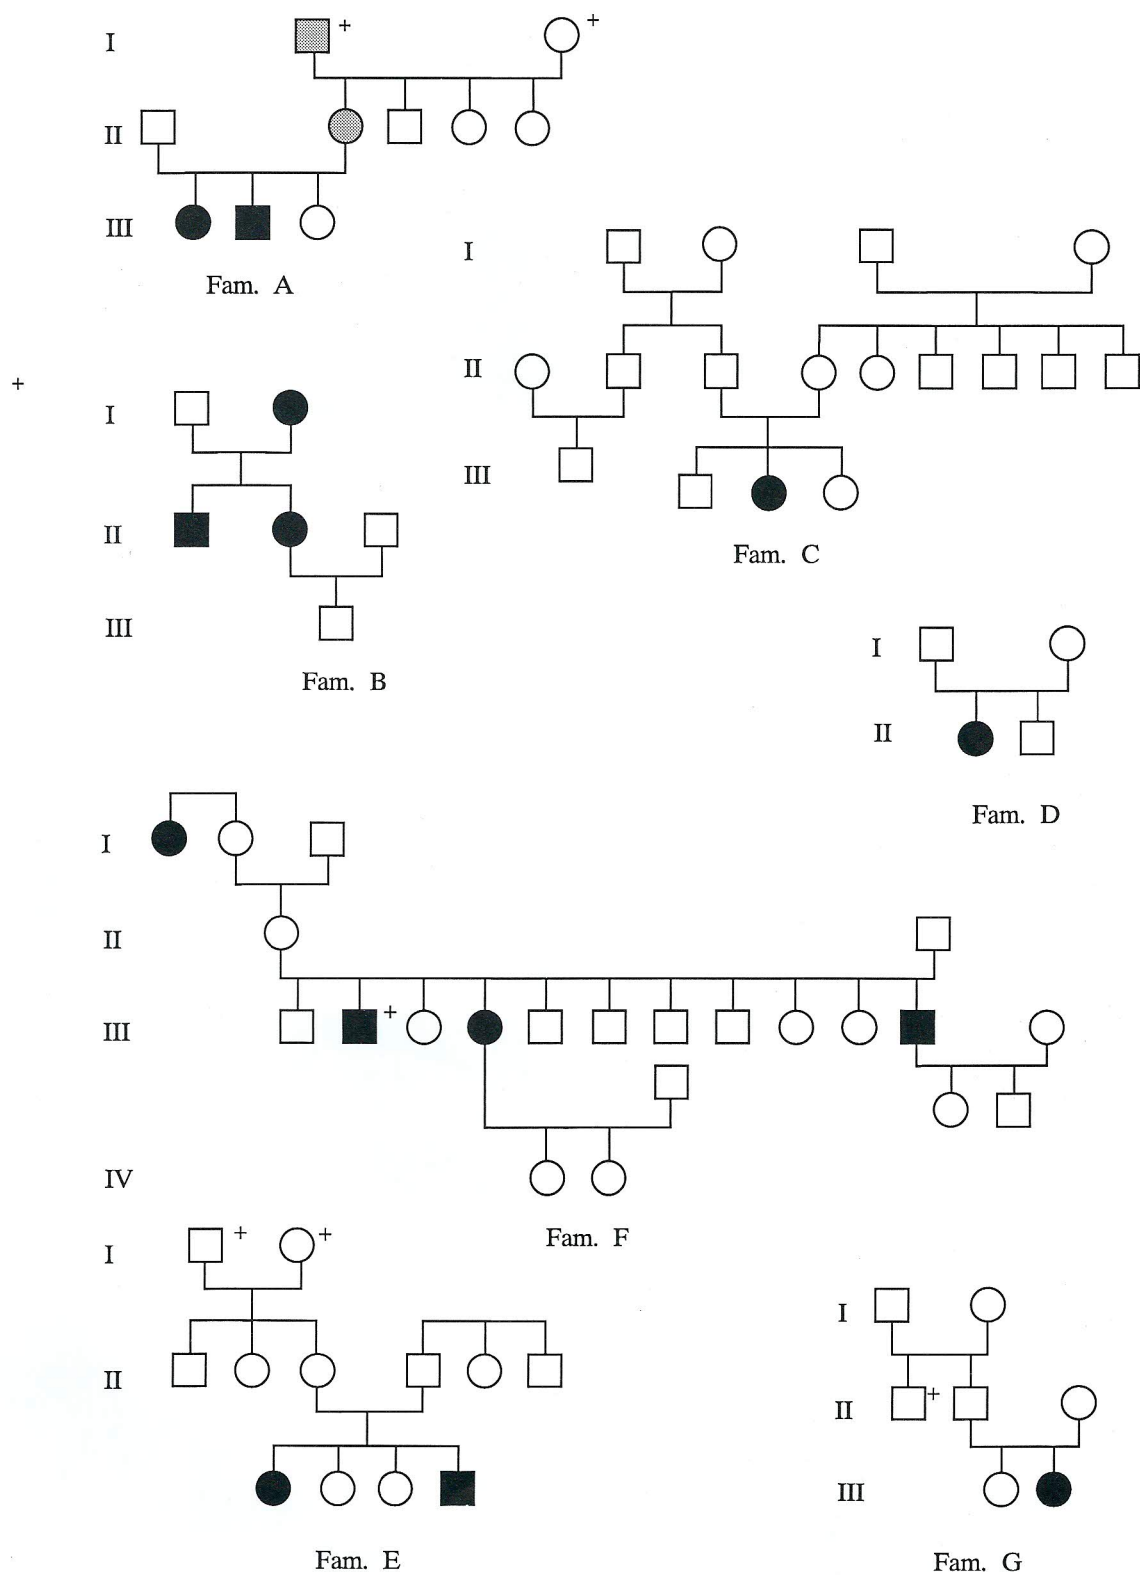 I + +
II
III
Fam. A
I
II
III
Fam. C
+
I
II
III
Fam. B
I
II
Fam. D
I
II
III +
IV
Fam. F
I + +
II
Fam. E
I
II +
III
Fam. G